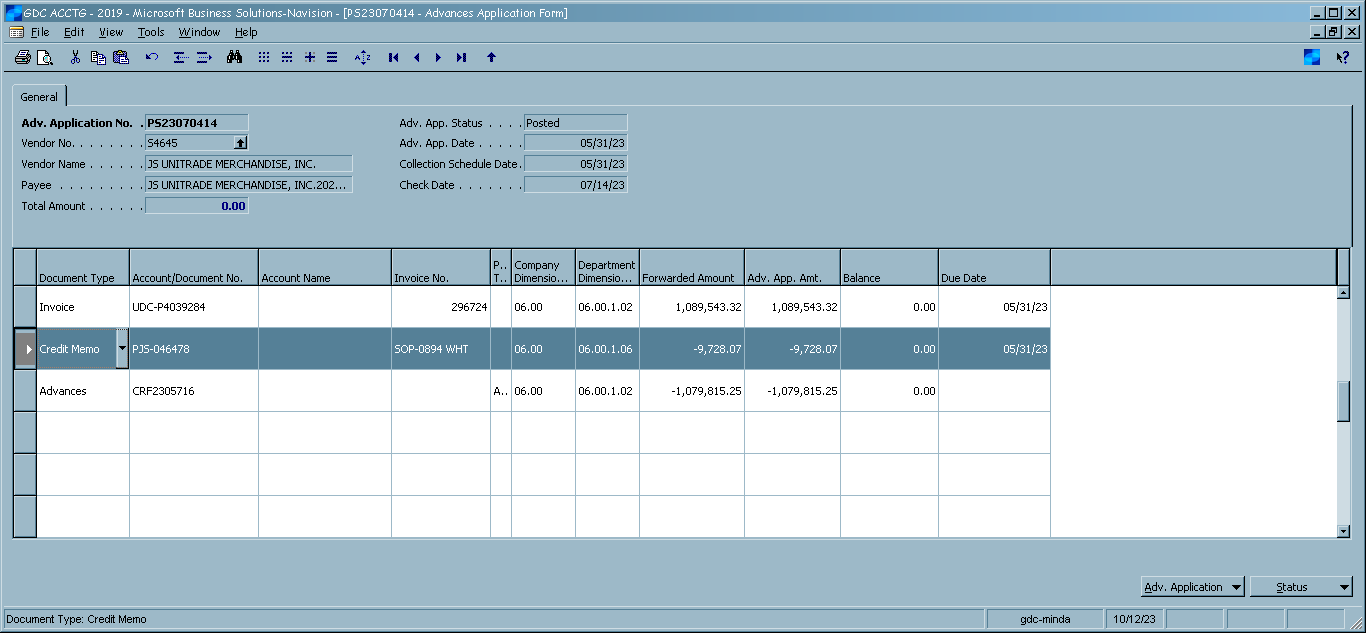 GDC ACCTG - 2019 - Microsoft Business Solutions-Navision - [PS23070414 - Advances Application Form]
File Edit View Tools Window Help
General
Adv. Application No. . PS23070414
Adv. App. Status . . . . Posted
Vendor No. . . . . . . . S4645
Adv. App. Date . . . . . 05/31/23
Vendor Name . . . . . . JS UNITRADE MERCHANDISE, INC.
Collection Schedule Date . 05/31/23
Payee . . . . . . . . . JS UNITRADE MERCHANDISE, INC.202...
Check Date . . . . . . . 07/14/23
Total Amount . . . . . . 0.00
P.. Company Department
Document Type Account/Document No. Account Name Invoice No. T.. Dimensio... Dimensio... Forwarded Amount Adv. App. Amt. Balance Due Date
Invoice UDC-P4039284 296724 06.00 06.00.1.02 1,089,543.32 1,089,543.32 0.00 05/31/23
Credit Memo PJS-046478 SOP-0894 WHT 06.00 06.00.1.06 -9,728.07 -9,728.07 0.00 05/31/23
Advances CRF2305716 A.. 06.00 06.00.1.02 -1,079,815.25 -1,079,815.25 0.00
Adv. Application Status
Document Type: Credit Memo gdc-minda 10/12/23